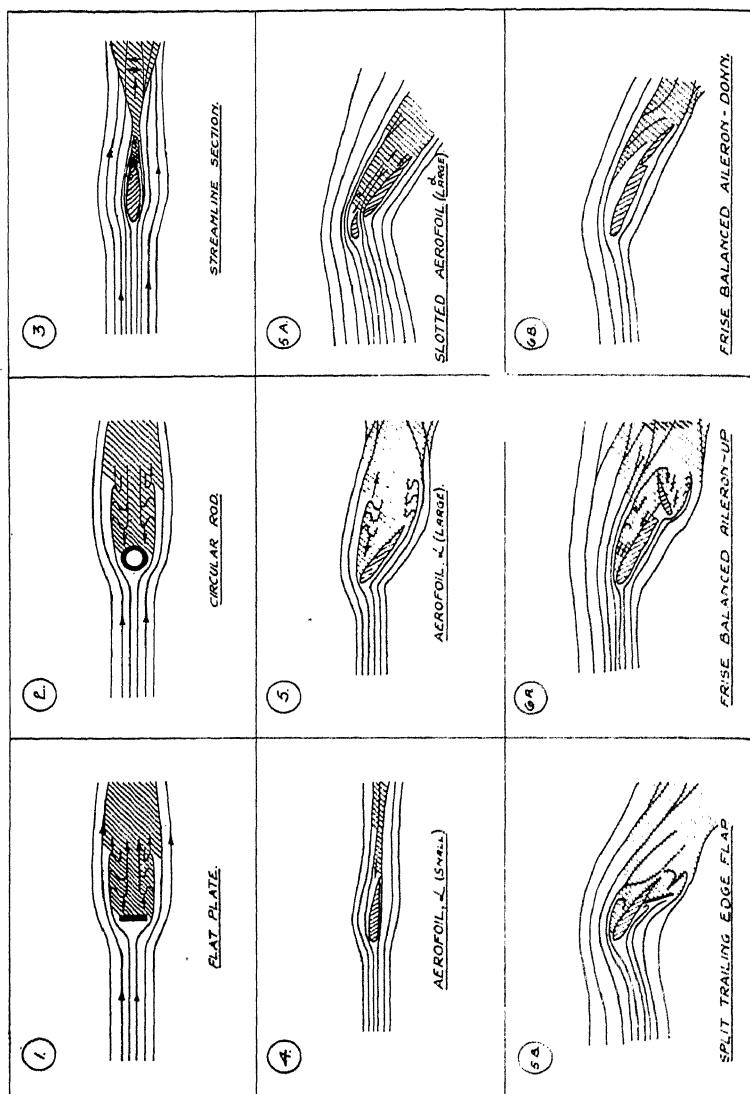 1.
FLAT PLATE.
2.
CIRCULAR ROD.
3
STREAMLINE SECTION.
4.
AEROFOIL, α (SMALL)
5.
AEROFOIL. α (LARGE).
5A.
SLOTTED AEROFOIL (α LARGE)
5B.
SPLIT TRAILING EDGE FLAP
6A.
FRISE BALANCED AILERON-UP
6B.
FRISE BALANCED AILERON-DOWN.